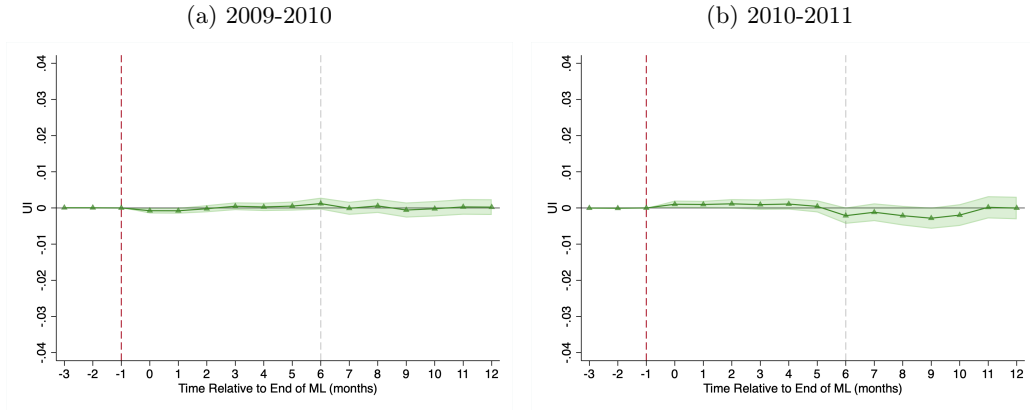 (a) 2009-2010
(b) 2010-2011
.04
.03
.02
.01
0
-.01
-.02
-.03
-.04
UI
-3 -2 -1 0 1 2 3 4 5 6 7 8 9 10 11 12
Time Relative to End of ML (months)
.04
.03
.02
.01
0
-.01
-.02
-.03
-.04
UI
-3 -2 -1 0 1 2 3 4 5 6 7 8 9 10 11 12
Time Relative to End of ML (months)